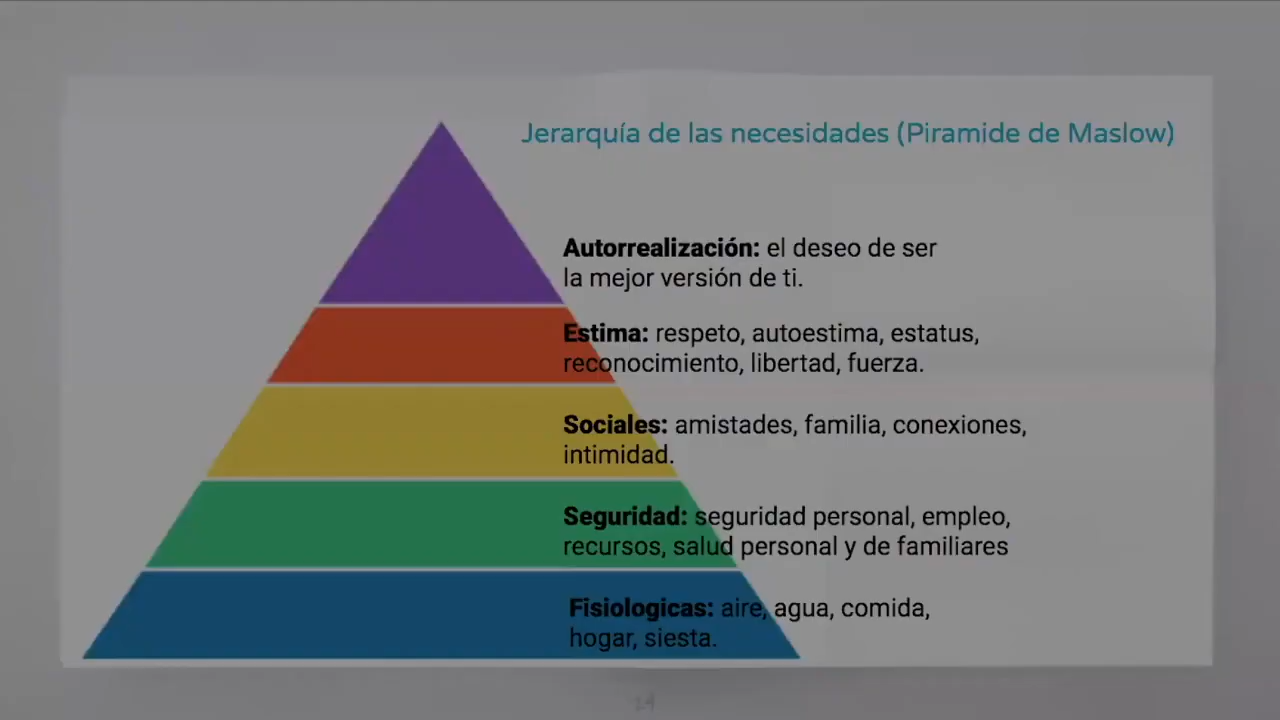 Jerarquía de las necesidades (Piramide de Maslow)
Autorrealización: el deseo de ser
la mejor versión de ti.
Estima: respeto, autoestima, estatus,
reconocimiento, libertad, fuerza.
Sociales: amistades, familia, conexiones,
intimidad.
Seguridad: seguridad personal, empleo,
recursos, salud personal y de familiares
Fisiologicas: aire, agua, comida,
hogar, siesta.
14